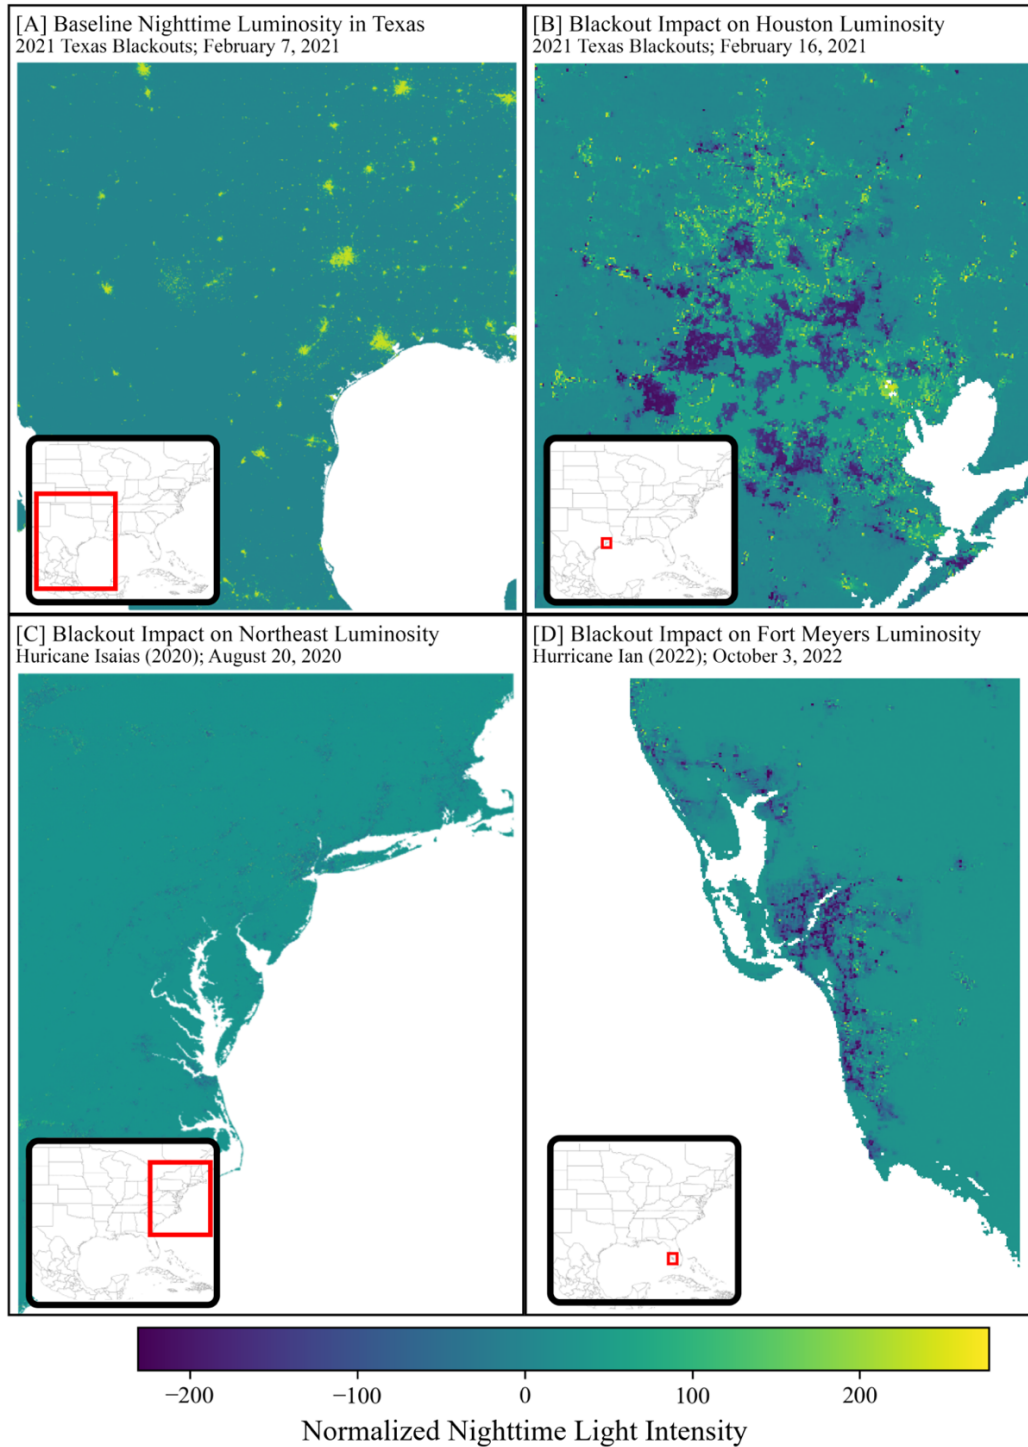 [A] Baseline Nighttime Luminosity in Texas
2021 Texas Blackouts; February 7, 2021
[B] Blackout Impact on Houston Luminosity
2021 Texas Blackouts; February 16, 2021
[C] Blackout Impact on Northeast Luminosity
Huricane Isaias (2020); August 20, 2020
[D] Blackout Impact on Fort Meyers Luminosity
Hurricane Ian (2022); October 3, 2022
−200 −100 0 100 200
Normalized Nighttime Light Intensity